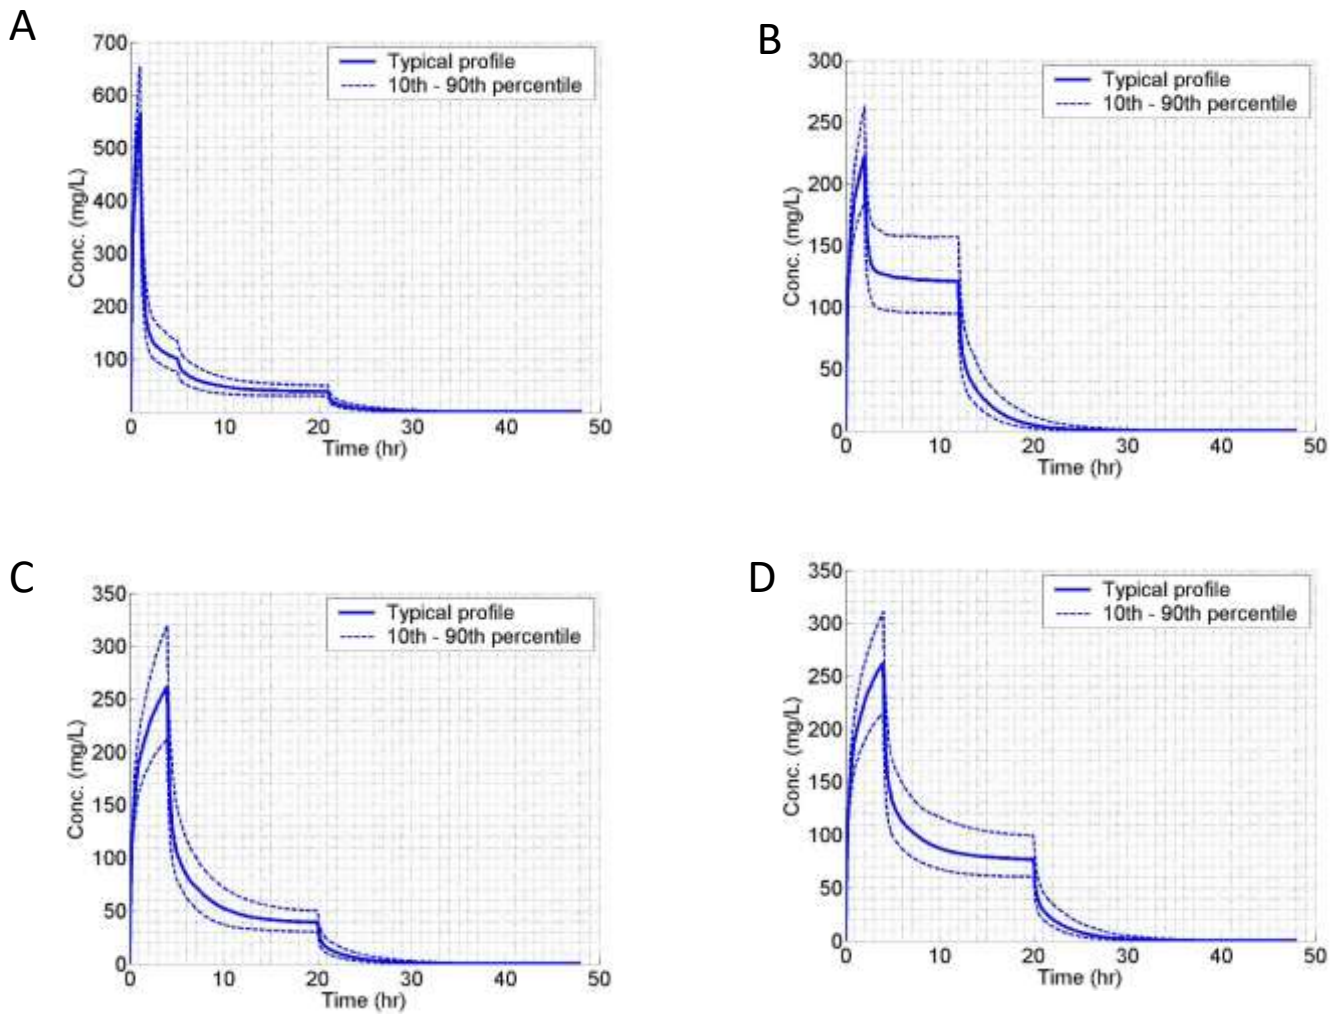 A
700
600
500
400
300
200
100
Conc. (mg/L)
Typical profile
10th - 90th percentile
0 10 20 30 40 50
Time (hr)
B
300
250
200
150
100
50
0
Conc. (mg/L)
Typical profile
10th - 90th percentile
0 10 20 30 40 50
Time (hr)
C
350
300
250
200
150
100
50
0
Conc. (mg/L)
Typical profile
10th - 90th percentile
0 10 20 30 40 50
Time (hr)
D
350
300
250
200
150
100
50
0
Conc. (mg/L)
Typical profile
10th - 90th percentile
0 10 20 30 40 50
Time (hr)